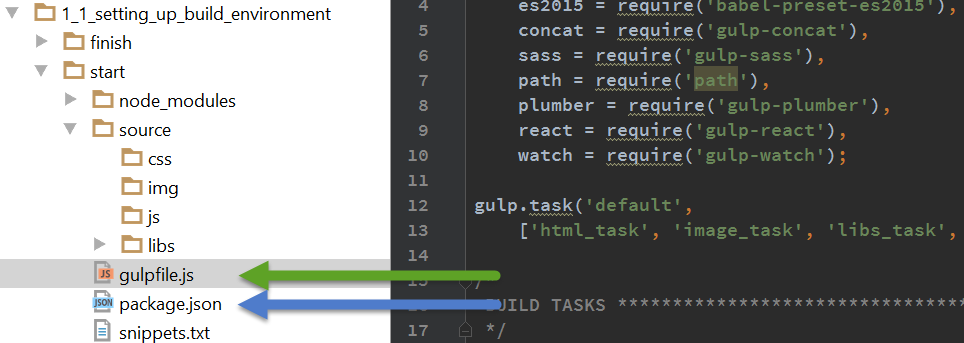 1_1_setting_up_build_environment
finish
start
node_modules
source
css
img
js
libs
JS gulpfile.js
JSON package.json
snippets.txt
4 es2015 = require('babel-preset-es2015'),
5 concat = require('gulp-concat'),
6 sass = require('gulp-sass'),
7 path = require('path'),
8 plumber = require('gulp-plumber'),
9 react = require('gulp-react'),
10 watch = require('gulp-watch');
11
12 gulp.task('default',
13 ['html_task', 'image_task', 'libs_task',
14
15 /
16 BUILD TASKS ********************************
17 */